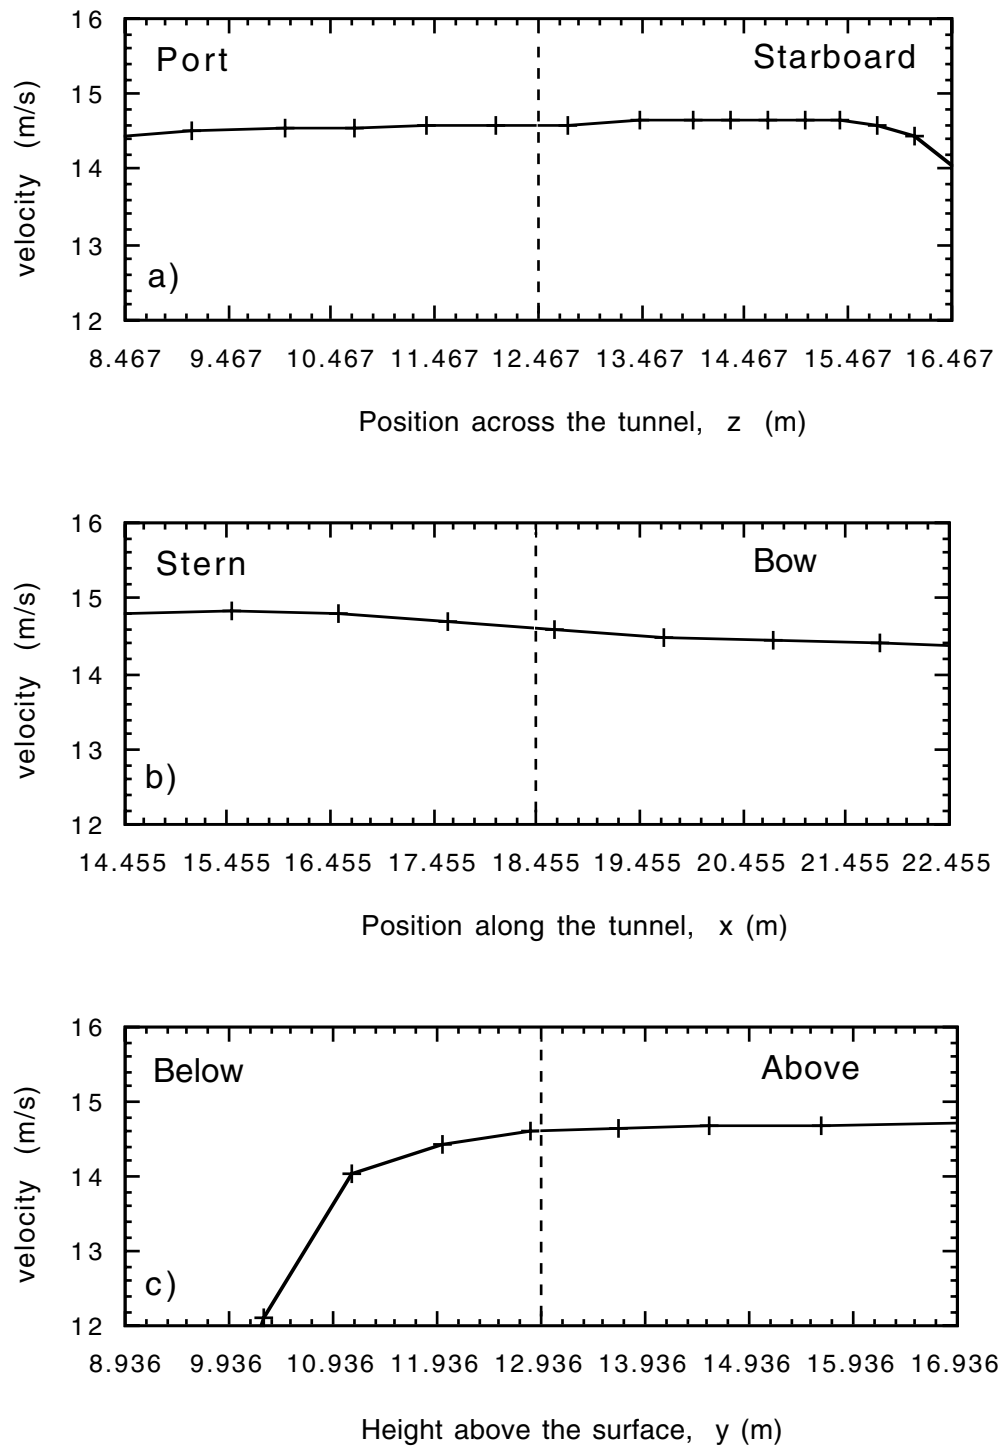 16
Port Starboard
15
14
13
a)
12
velocity (m/s)
8.467 9.467 10.467 11.467 12.467 13.467 14.467 15.467 16.467
Position across the tunnel, z (m)
16
Stern Bow
15
14
13
b)
12
velocity (m/s)
14.455 15.455 16.455 17.455 18.455 19.455 20.455 21.455 22.455
Position along the tunnel, x (m)
16
Below Above
15
14
13
c)
12
velocity (m/s)
8.936 9.936 10.936 11.936 12.936 13.936 14.936 15.936 16.936
Height above the surface, y (m)